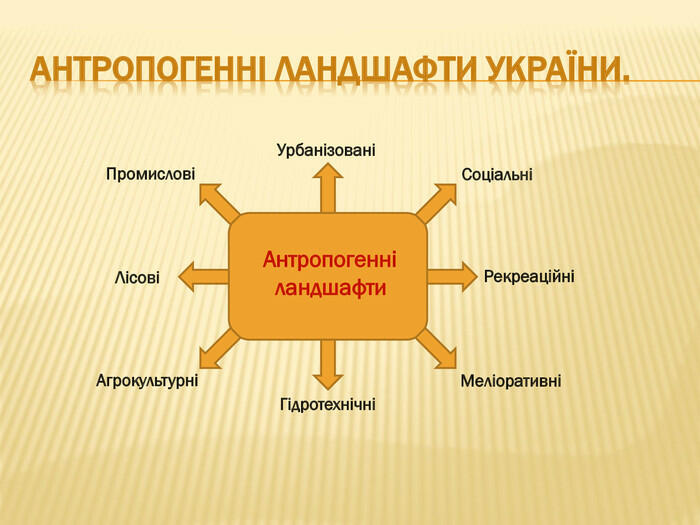 АНТРОПОГЕННІ ЛАНДШАФТИ УКРАЇНИ.
Урбанізовані
Промислові
Соціальні
Антропогенні
ландшафти
Лісові
Рекреаційні
Агрокультурні
Меліоративні
Гідротехнічні